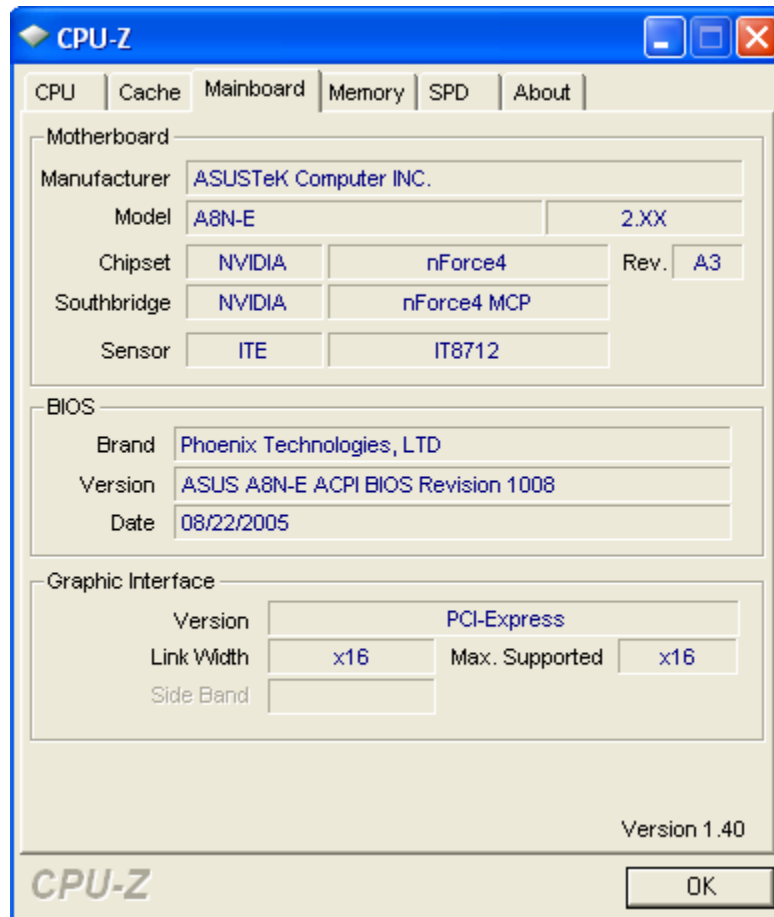 CPU-Z
CPU Cache Mainboard Memory SPD About
Motherboard
Manufacturer ASUSTeK Computer INC.
Model A8N-E 2.XX
Chipset NVIDIA nForce4 Rev. A3
Southbridge NVIDIA nForce4 MCP
Sensor ITE IT8712
BIOS
Brand Phoenix Technologies, LTD
Version ASUS A8N-E ACPI BIOS Revision 1008
Date 08/22/2005
Graphic Interface
Version PCI-Express
Link Width x16 Max. Supported x16
Side Band
Version 1.40
CPU-Z OK